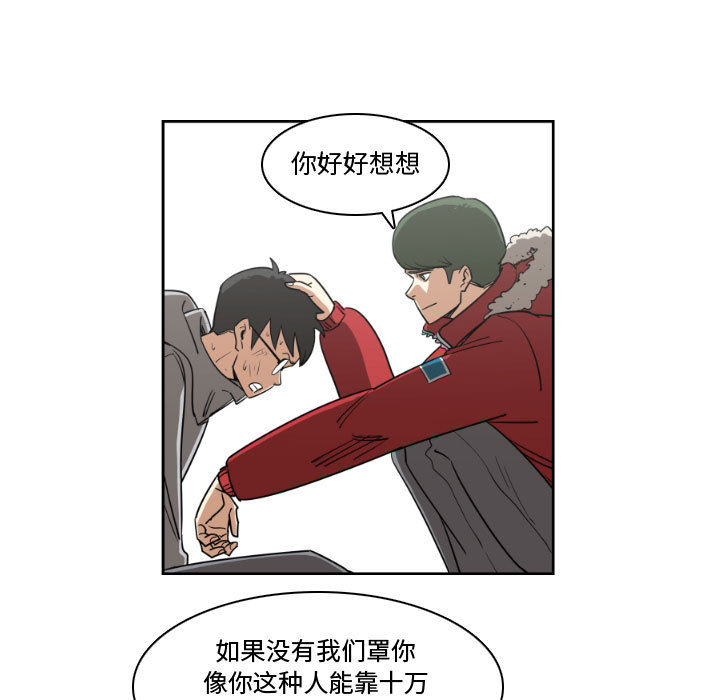 你好好想想
如果没有我们罩你
像你这种人能靠十万